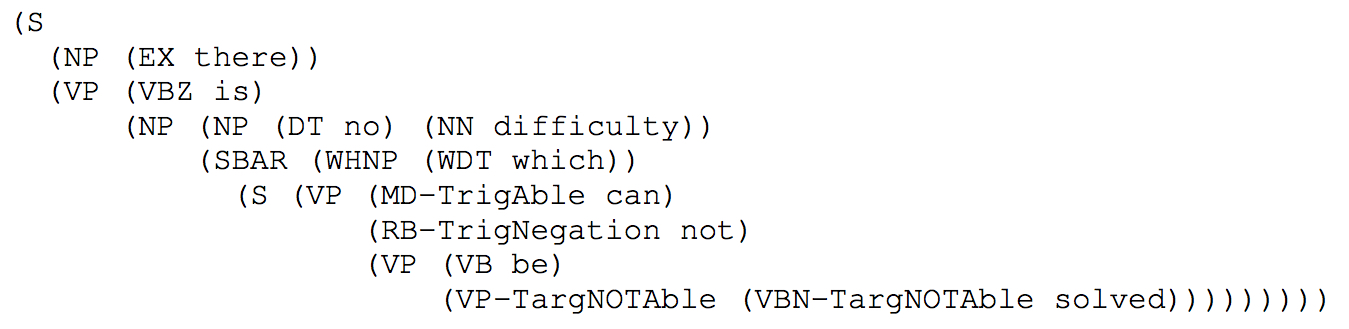 (S
(NP (EX there))
(VP (VBZ is)
(NP (NP (DT no) (NN difficulty))
(SBAR (WHNP (WDT which))
(S (VP (MD-TrigAble can)
(RB-TrigNegation not)
(VP (VB be)
(VP-TargNOTAble (VBN-TargNOTAble solved)))))))))